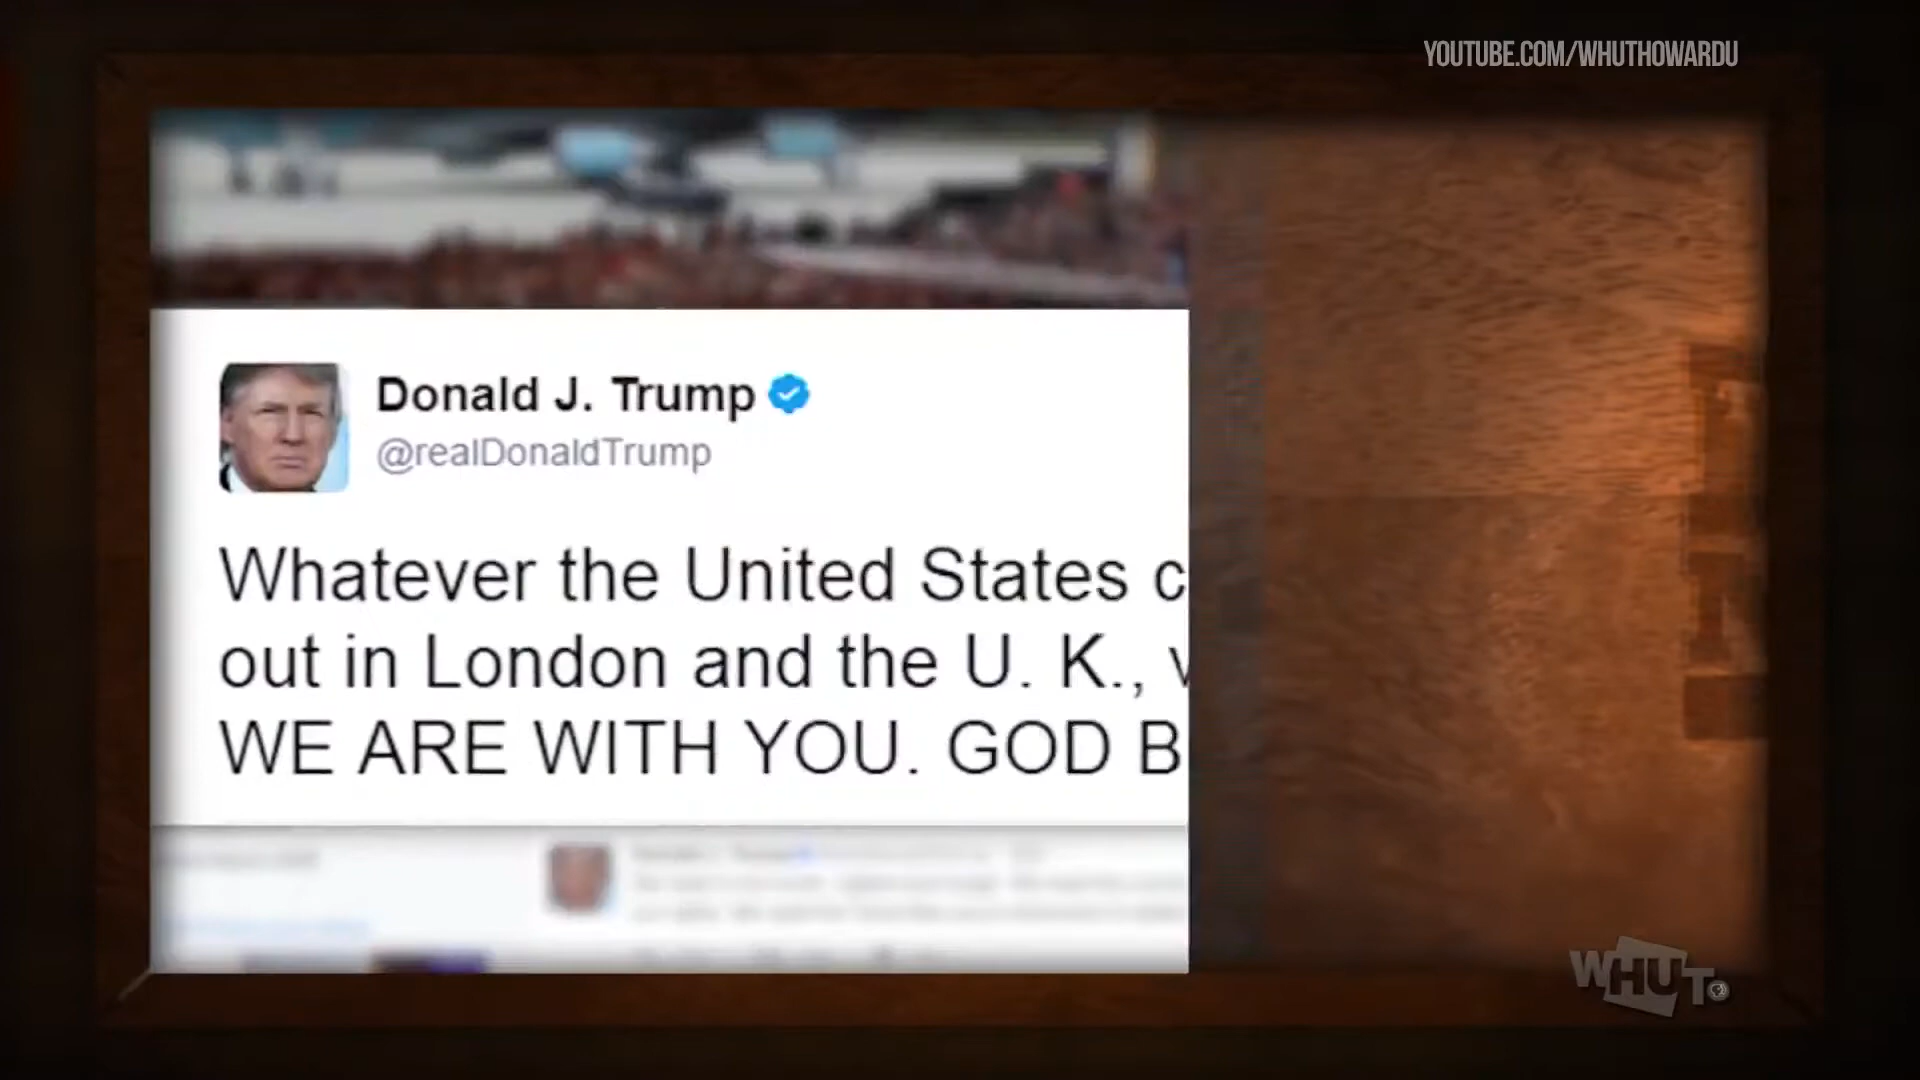 YOUTUBE.COM/WHUTHOWARDU
Donald J. Trump
@realDonaldTrump
Whatever the United States c
out in London and the U. K.,
WE ARE WITH YOU. GOD B
WHUT